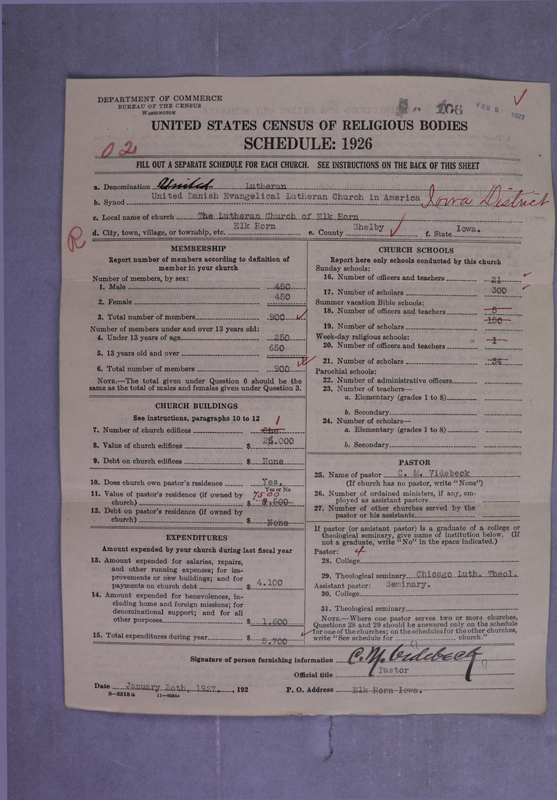 DEPARTMENT OF COMMERCE
BUREAU OF THE CENSUS
WASHINGTON
106
FEB 9 1927
02
UNITED STATES CENSUS OF RELIGIOUS BODIES
SCHEDULE: 1926
FILL OUT A SEPARATE SCHEDULE FOR EACH CHURCH. SEE INSTRUCTIONS ON THE BACK OF THIS SHEET
a. Denomination United Lutheran
b. Synod United Danish Evangelical Lutheran Church in America Iowa District
c. Local name of church The Lutheran Church of Elk Horn
d. City, town, village, or township, etc. Elk Horn e. County Shelby f. State Iowa.
R
MEMBERSHIP
Report number of members according to definition of
member in your church
Number of members, by sex:
1. Male 450
2. Female 450
3. Total number of members 900
Number of members under and over 13 years old:
4. Under 13 years of age 250
5. 13 years old and over 650
6. Total number of members 900
NOTE.—The total given under Question 6 should be the
same as the total of males and females given under Question 3.
CHURCH BUILDINGS
See instructions, paragraphs 10 to 12
7. Number of church edifices 1
8. Value of church edifices $ 25.000
9. Debt on church edifices $ None
10. Does church own pastor's residence Yes.
Yes or No
11. Value of pastor's residence (if owned by
church) $ 7500
12. Debt on pastor's residence (if owned by
church) $ None
EXPENDITURES
Amount expended by your church during last fiscal year
13. Amount expended for salaries, repairs,
and other running expenses; for im-
provements or new buildings; and for
payments on church debt $ 4.100
14. Amount expended for benevolences, in-
cluding home and foreign missions; for
denominational support; and for all
other purposes $ 1.600
15. Total expenditures during year $ 5.700
CHURCH SCHOOLS
Report here only schools conducted by this church
Sunday schools:
16. Number of officers and teachers 21
17. Number of scholars 300
Summer vacation Bible schools:
18. Number of officers and teachers 5
19. Number of scholars 150
Week-day religious schools:
20. Number of officers and teachers 1
21. Number of scholars 34
Parochial schools:
22. Number of administrative officers
23. Number of teachers—
a. Elementary (grades 1 to 8)
b. Secondary
24. Number of scholars—
a. Elementary (grades 1 to 8)
b. Secondary
PASTOR
25. Name of pastor C. M. Videbeck
(If church has no pastor, write "None")
26. Number of ordained ministers, if any, em-
ployed as assistant pastors
27. Number of other churches served by the
pastor or his assistants
If pastor (or assistant pastor) is a graduate of a college or
theological seminary, give name of institution below. (If
not a graduate, write "No" in the space indicated.)
Pastor: 4
28. College
29. Theological seminary Chicago Luth. Theol.
Assistant pastor: Seminary.
30. College
31. Theological seminary
NOTE.—Where one pastor serves two or more churches,
Questions 28 and 29 should be answered only on the schedule
for one of the churches; on the schedules for the other churches,
write "See schedule for church."
Signature of person furnishing information C. M. Videbeck
Official title Pastor
Date January 20th, 1927. , 192 P. O. Address Elk Horn Iowa.